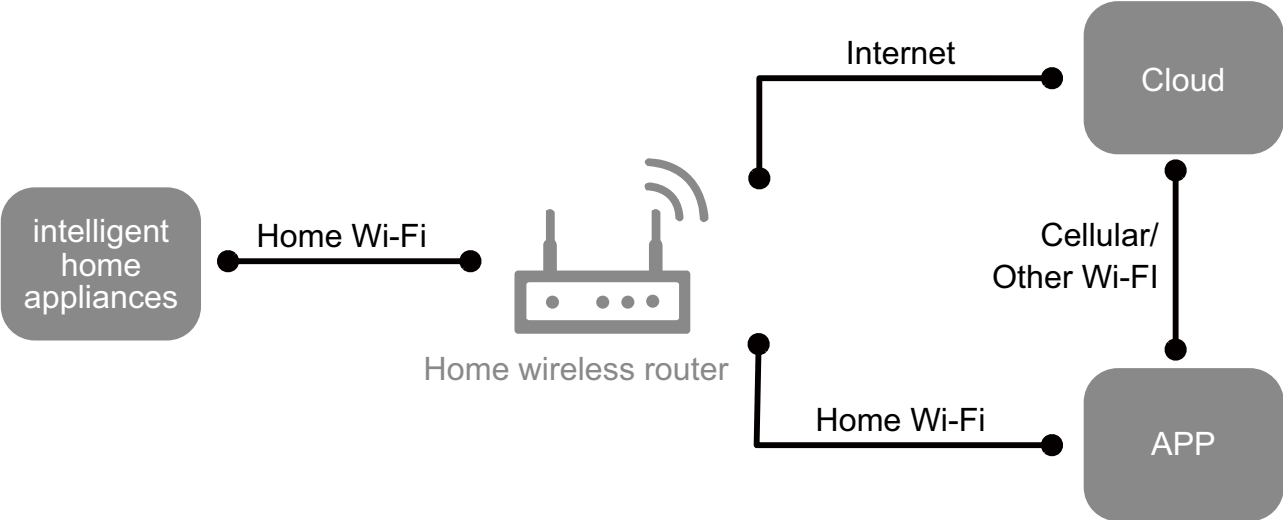 Internet
Cloud
intelligent
home
appliances
Home Wi-Fi
Cellular/
Other Wi-FI
Home wireless router
Home Wi-Fi
APP